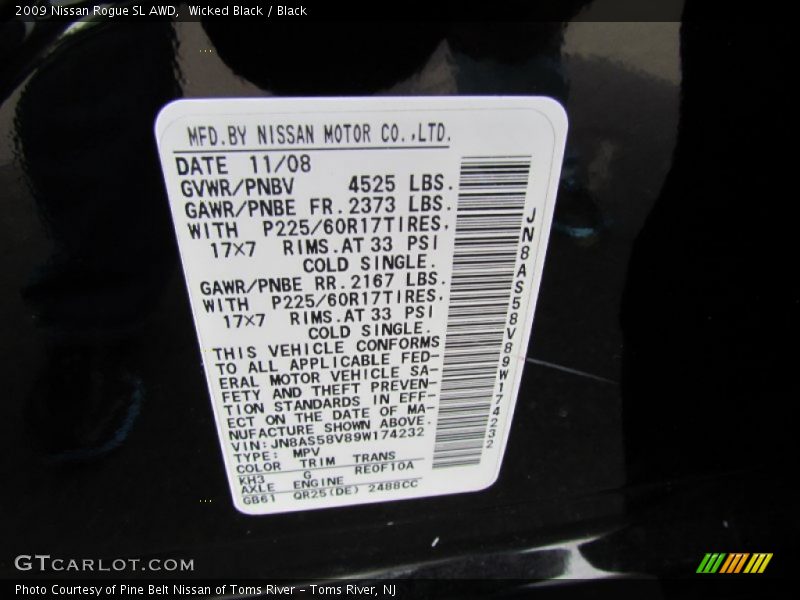 2009 Nissan Rogue SL AWD,  Wicked Black / Black
MFD.BY NISSAN MOTOR CO.,LTD.
DATE 11/08
GVWR/PNBV 4525 LBS.
GAWR/PNBE FR.2373 LBS.
WITH P225/60R17TIRES.
17×7 RIMS.AT 33 PSI
COLD SINGLE.
GAWR/PNBE RR.2167 LBS.
WITH P225/60R17TIRES.
17×7 RIMS.AT 33 PSI
COLD SINGLE.
THIS VEHICLE CONFORMS
TO ALL APPLICABLE FED-
ERAL MOTOR VEHICLE SA-
FETY AND THEFT PREVEN-
TION STANDARDS IN EFF-
ECT ON THE DATE OF MA-
NUFACTURE SHOWN ABOVE.
VIN:JN8AS58V89W174232
TYPE: MPV
COLOR TRIM TRANS
KH3 G RE0F10A
AXLE ENGINE
GB61 QR25(DE) 2488CC
JN8AS58V89W174232
GTCARLOT.COM
Photo Courtesy of Pine Belt Nissan of Toms River – Toms River, NJ